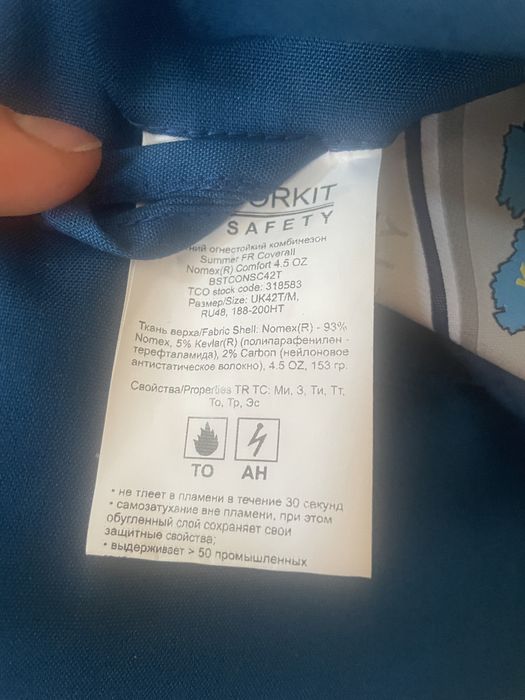 ORKIT
SAFETY
огнестойкий комбинезон
Summer FR Coverall
Nomex(R) Comfort 4.5 OZ
BSTCONSC42T
TCO stock code: 318583
Размер/Size: UK42T/M,
RU48, 188-200HT
Ткань верха/Fabric Shell: Nomex(R) - 93%
Nomex, 5% Kevlar(R) (полипарафенилен -
терефталамида), 2% Carbon (нейлоновое
антистатическое волокно), 4.5 OZ, 153 гр.
Свойства/Properties TR TC: Ми, З, Ти, Тт,
То, Тр, Эс
ТО АН
• не тлеет в пламени в течение 30 секунд
• самозатухание вне пламени, при этом
обугленный слой сохраняет свои
защитные свойства;
• выдерживает > 50 промышленных